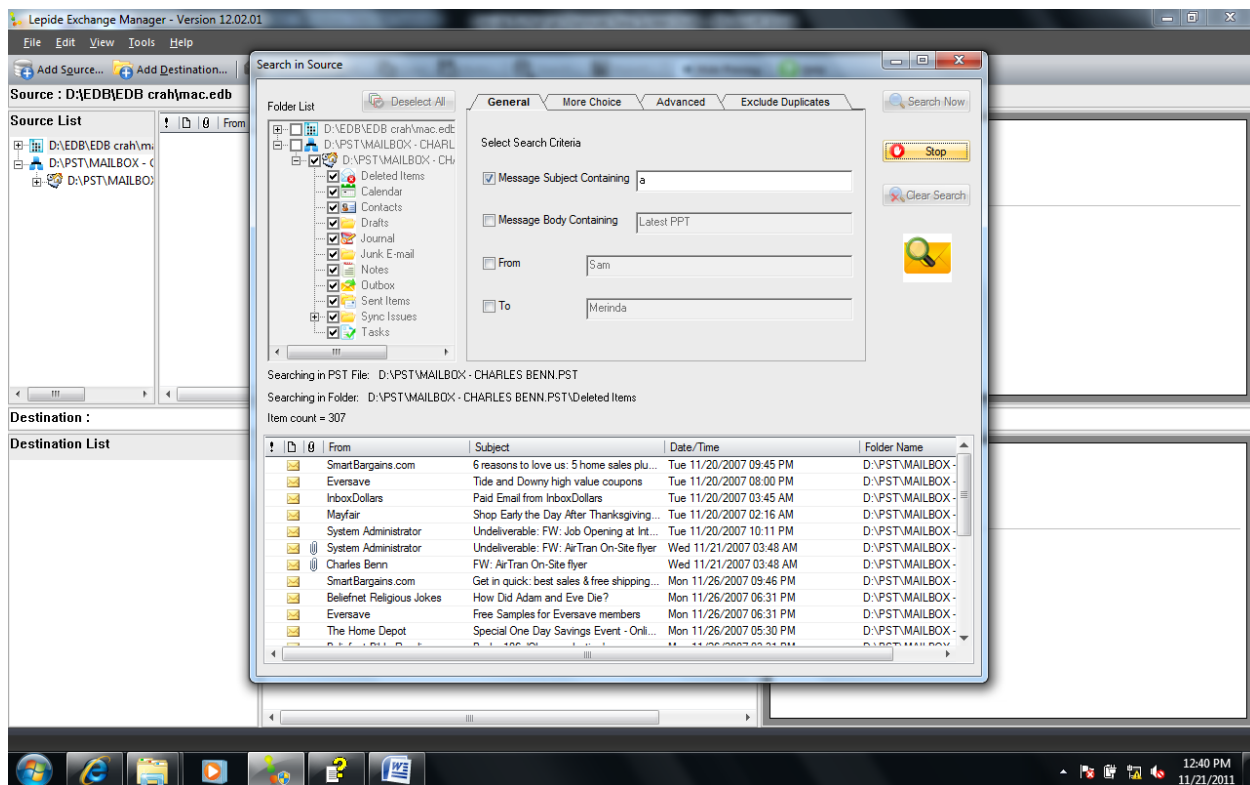 Lepide Exchange Manager - Version 12.02.01
File Edit View Tools Help
Add Source... Add Destination...
Source : D:\EDB\EDB crah\mac.edb
Source List
! From
D:\EDB\EDB crah\ma
D:\PST\MAILBOX - C
D:\PST\MAILBO
Destination :
Destination List
Search in Source
Folder List
Deselect All
D:\EDB\EDB crah\mac.edb
D:\PST\MAILBOX - CHARL
D:\PST\MAILBOX - CH
Deleted Items
Calendar
Contacts
Drafts
Journal
Junk E-mail
Notes
Outbox
Sent Items
Sync Issues
Tasks
General More Choice Advanced Exclude Duplicates
Select Search Criteria
Message Subject Containing a
Message Body Containing Latest PPT
From Sam
To Merinda
Search Now
Stop
Clear Search
Searching in PST File: D:\PST\MAILBOX - CHARLES BENN.PST
Searching in Folder: D:\PST\MAILBOX - CHARLES BENN.PST\Deleted Items
Item count = 307
! From Subject Date/Time Folder Name
SmartBargains.com 6 reasons to love us: 5 home sales plu... Tue 11/20/2007 09:45 PM D:\PST\MAILBOX -
Eversave Tide and Downy high value coupons Tue 11/20/2007 08:00 PM D:\PST\MAILBOX -
InboxDollars Paid Email from InboxDollars Tue 11/20/2007 03:45 AM D:\PST\MAILBOX -
Mayfair Shop Early the Day After Thanksgiving... Tue 11/20/2007 02:16 AM D:\PST\MAILBOX -
System Administrator Undeliverable: FW: Job Opening at Int... Tue 11/20/2007 10:11 PM D:\PST\MAILBOX -
System Administrator Undeliverable: FW: AirTran On-Site flyer Wed 11/21/2007 03:48 AM D:\PST\MAILBOX -
Charles Benn FW: AirTran On-Site flyer Wed 11/21/2007 03:48 AM D:\PST\MAILBOX -
SmartBargains.com Get in quick: best sales & free shipping... Mon 11/26/2007 09:46 PM D:\PST\MAILBOX -
Beliefnet Religious Jokes How Did Adam and Eve Die? Mon 11/26/2007 06:31 PM D:\PST\MAILBOX -
Eversave Free Samples for Eversave members Mon 11/26/2007 06:31 PM D:\PST\MAILBOX -
The Home Depot Special One Day Savings Event - Onli... Mon 11/26/2007 05:30 PM D:\PST\MAILBOX -
12:40 PM
11/21/2011